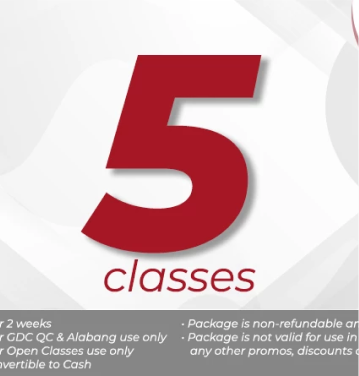 5
classes
r 2 weeks
r GDC QC & Alabang use only
r Open Classes use only
nvertible to Cash
- Package is non-refundable an
- Package is not valid for use in
any other promos, discounts